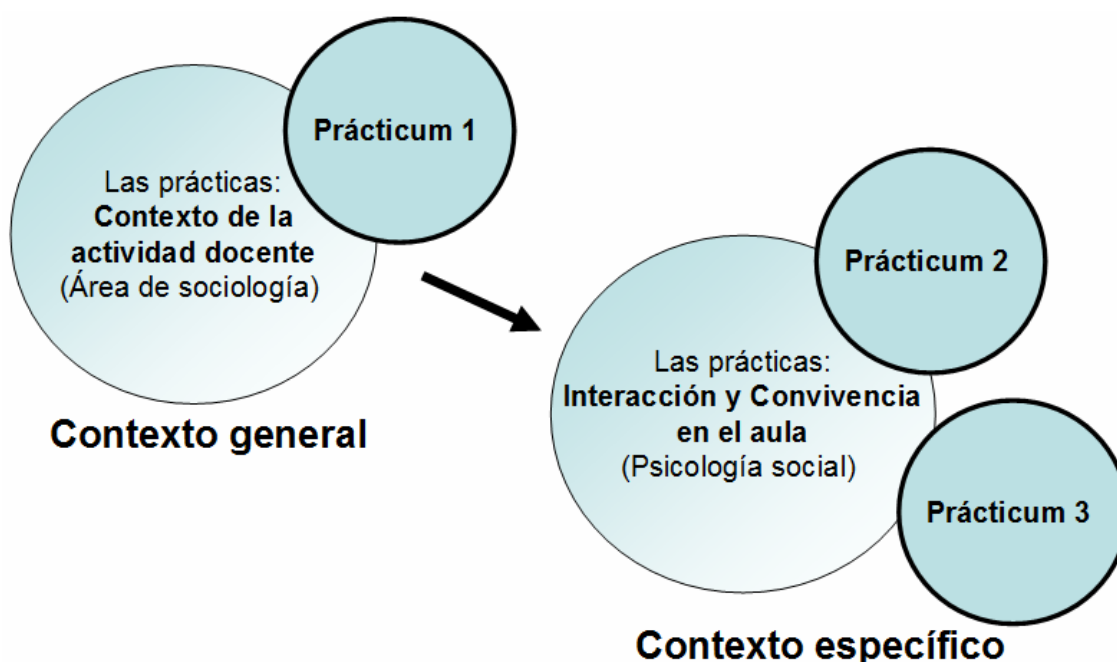 Prácticum 1
Las prácticas:
Contexto de la
actividad docente
(Área de sociología)
Contexto general
Prácticum 2
Las prácticas:
Interacción y Convivencia
en el aula
(Psicología social)
Prácticum 3
Contexto específico